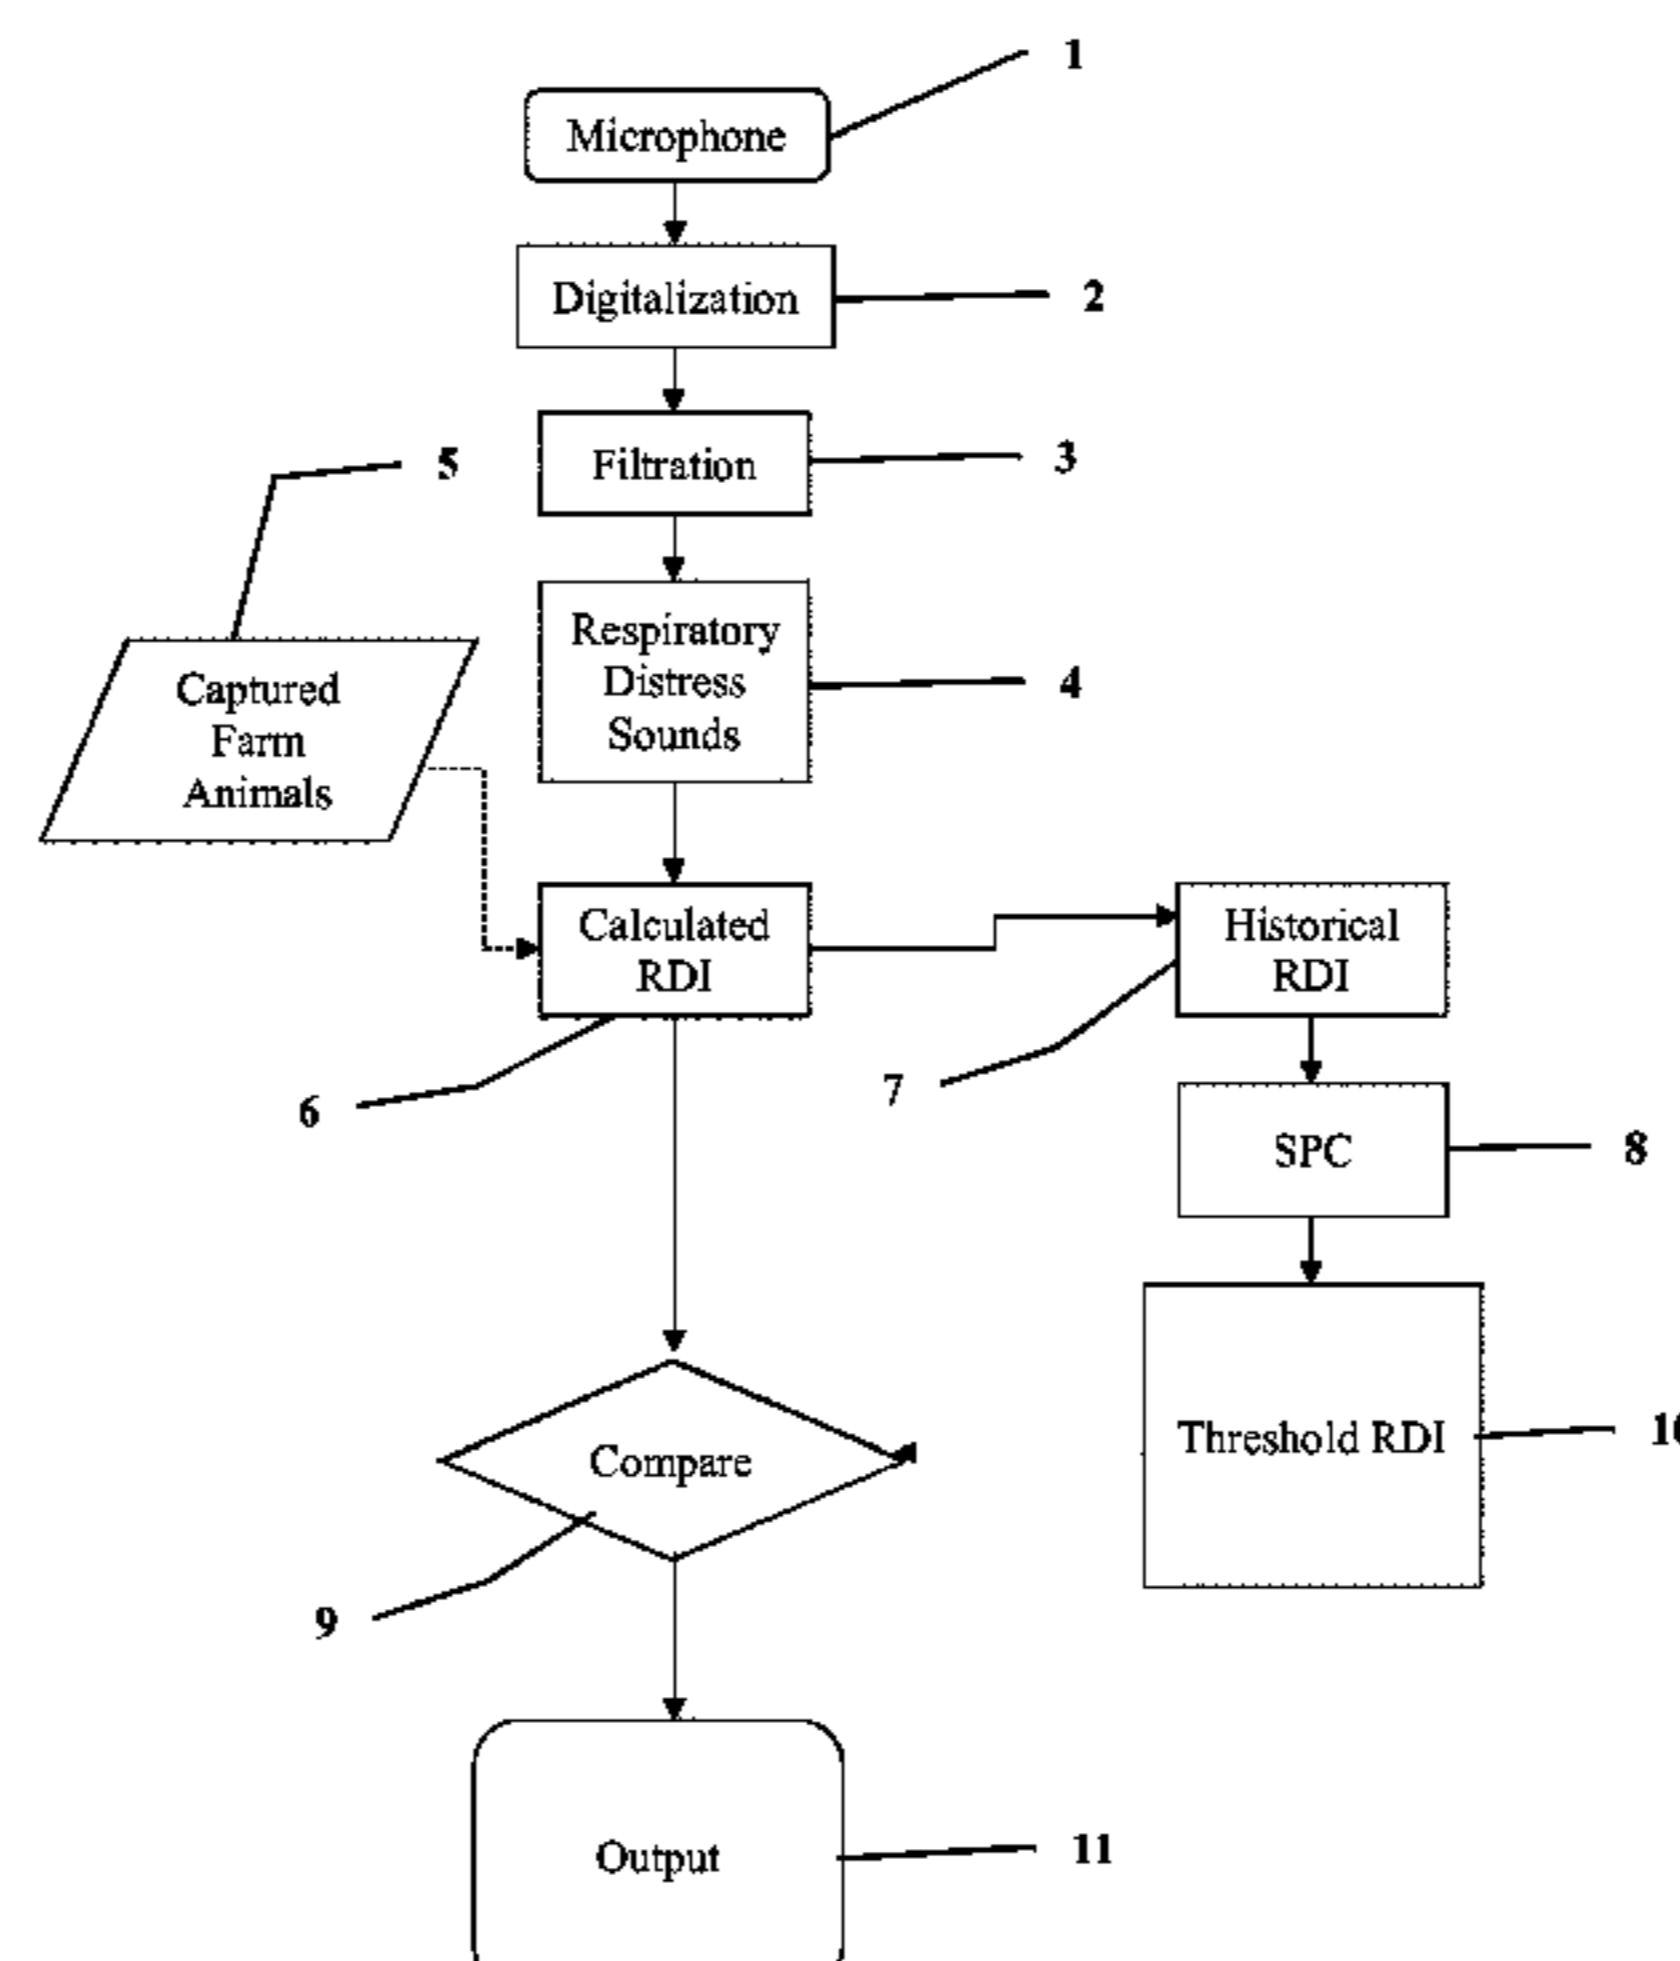 1
Microphone
Digitalization
2
Filtration
3
5
Respiratory
Distress
Sounds
4
Captured
Farm
Animals
Calculated
RDI
Historical
RDI
6
7
SPC
8
Compare
Threshold RDI
10
9
Output
11